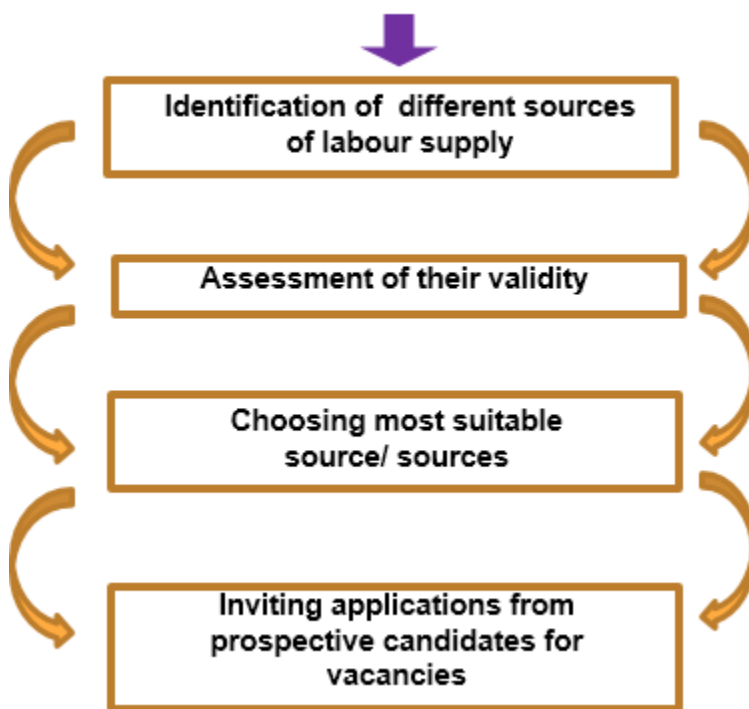 Identification of different sources
of labour supply
Assessment of their validity
Choosing most suitable
source/ sources
Inviting applications from
prospective candidates for
vacancies